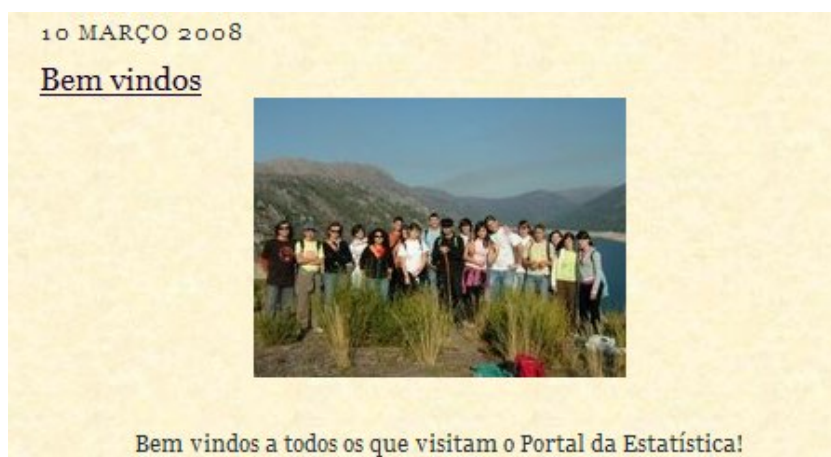 10 MARÇO 2008
Bem vindos
Bem vindos a todos os que visitam o Portal da Estatística!